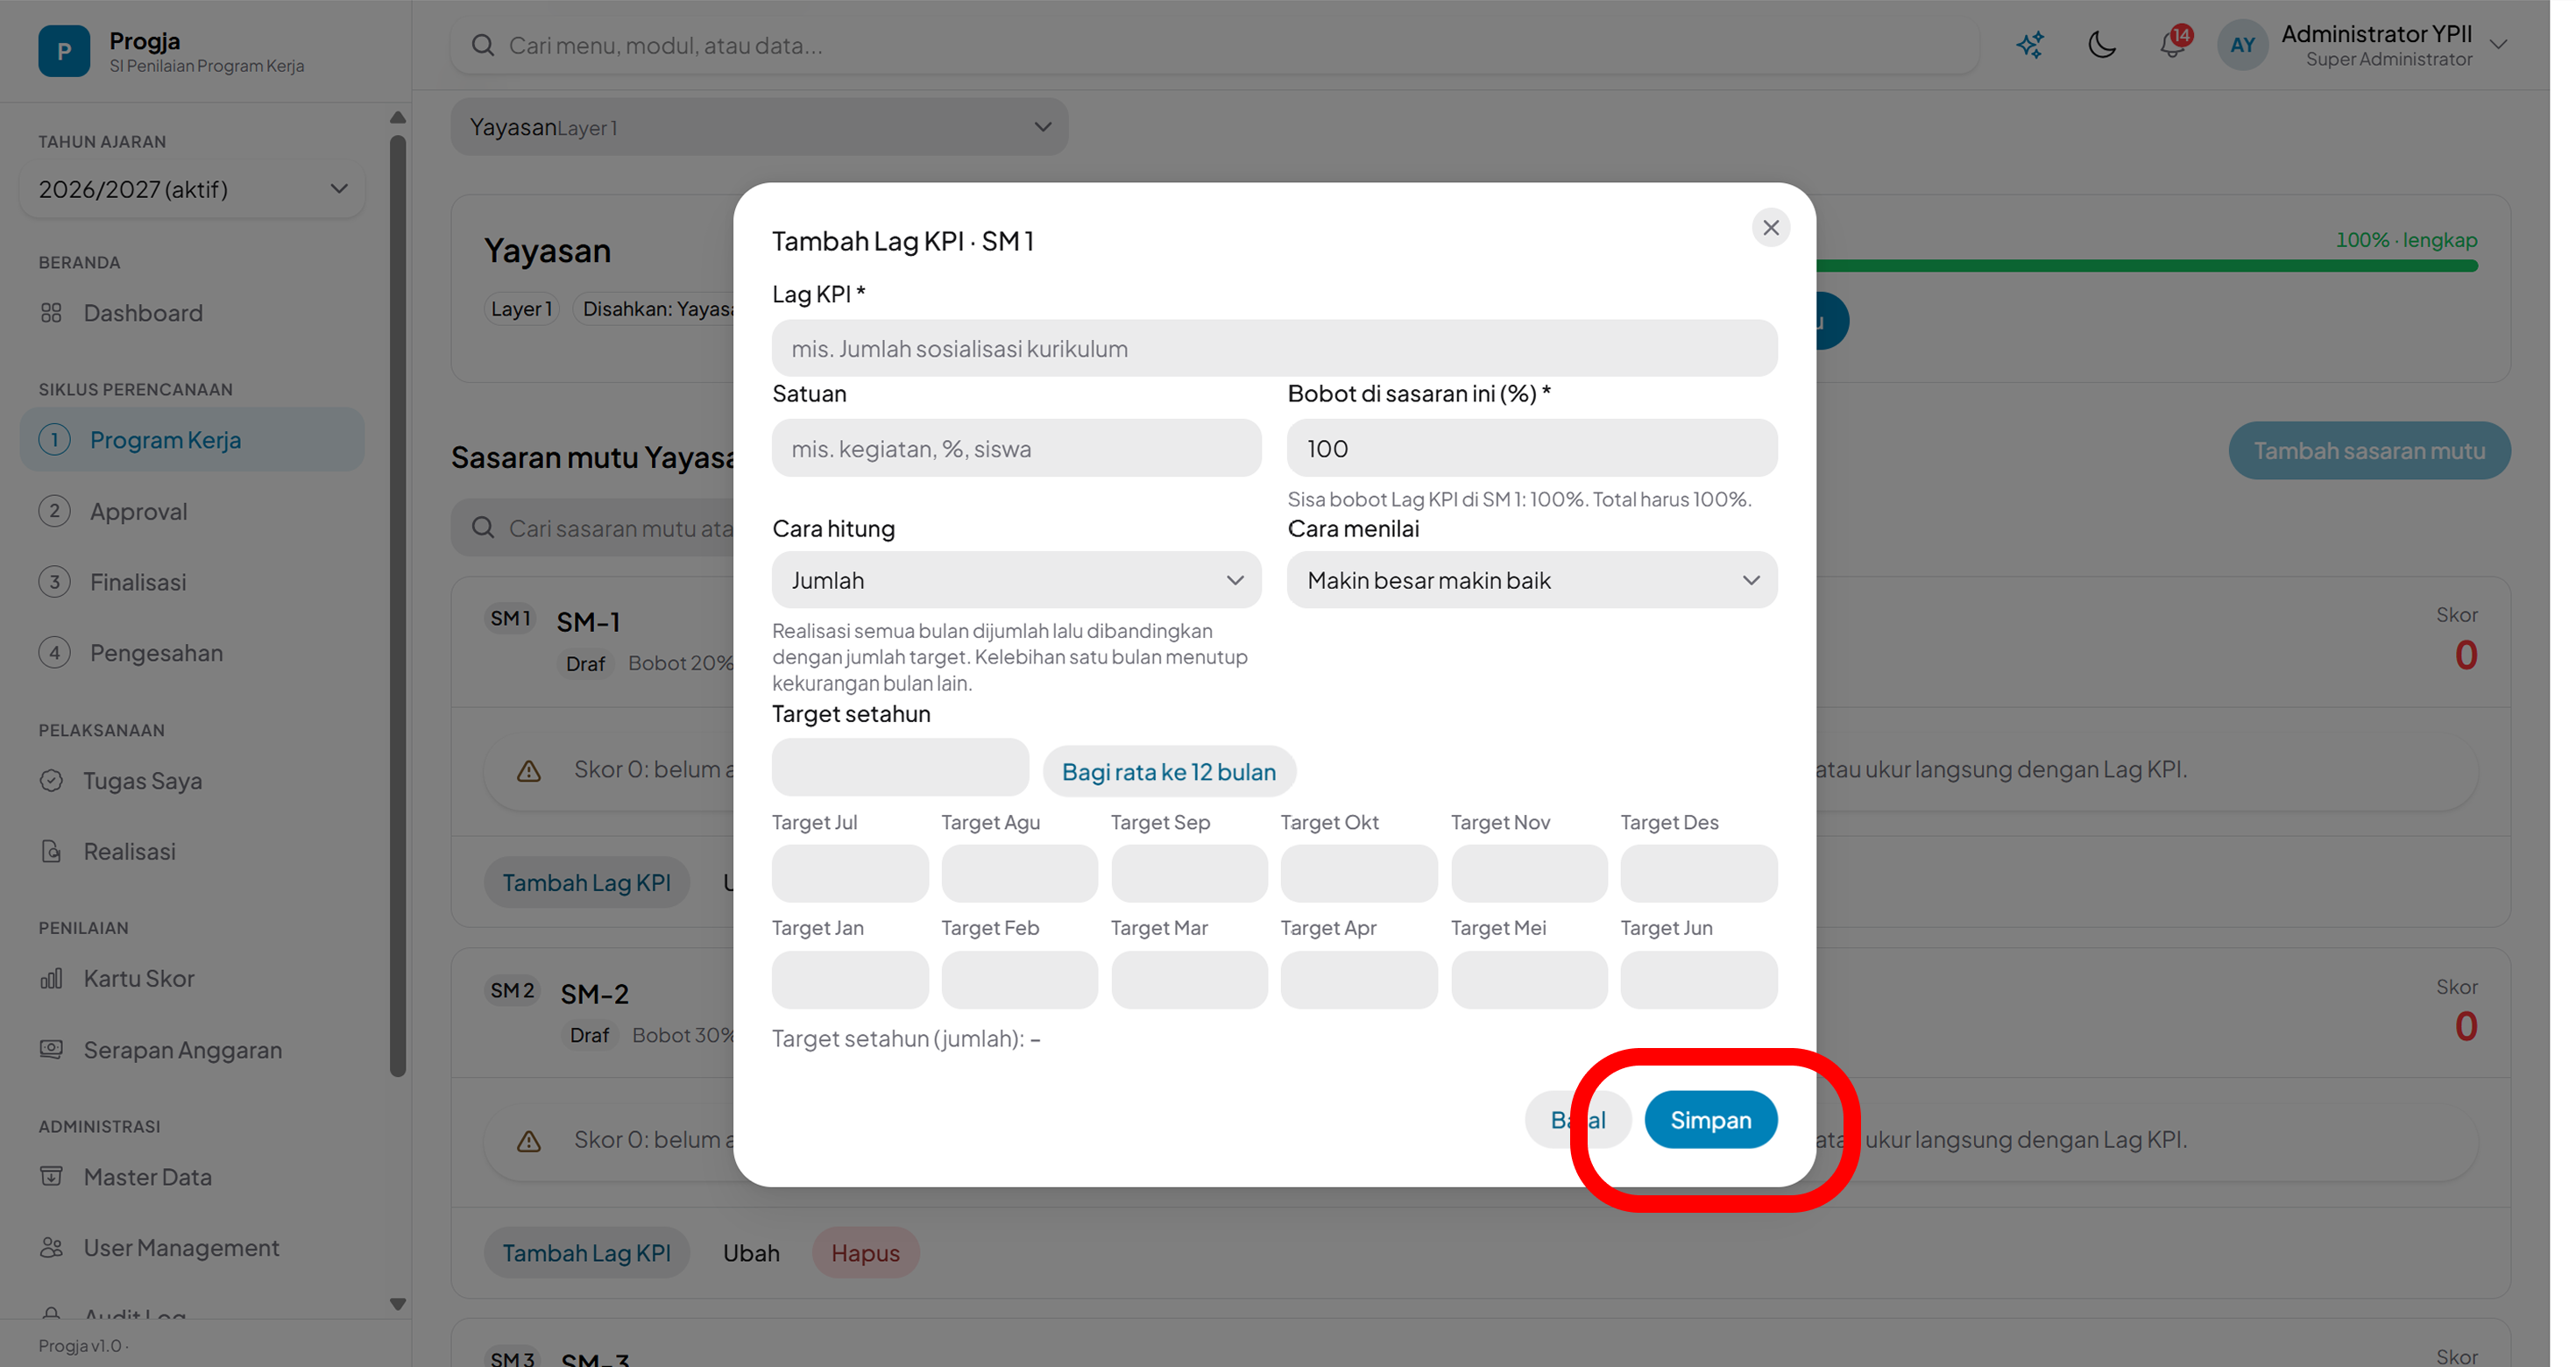 P
Progja
SI Penilaian Program Kerja
Cari menu, modul, atau data...
14
AY
Administrator YPII
Super Administrator
TAHUN AJARAN
2026/2027 (aktif)
BERANDA
Dashboard
SIKLUS PERENCANAAN
1 Program Kerja
2 Approval
3 Finalisasi
4 Pengesahan
PELAKSANAAN
Tugas Saya
Realisasi
PENILAIAN
Kartu Skor
Serapan Anggaran
ADMINISTRASI
Master Data
User Management
Audit Log
Progja v1.0 ·
Yayasan Layer 1
Yayasan
100% · lengkap
Layer 1
Disahkan: Yayasa
Sasaran mutu Yayasa
Tambah sasaran mutu
Cari sasaran mutu ata
SM 1 SM-1
Draf Bobot 20%
Skor
0
Skor 0: belum a
atau ukur langsung dengan Lag KPI.
Tambah Lag KPI
SM 2 SM-2
Draf Bobot 30%
Skor
0
Skor 0: belum a
ukur langsung dengan Lag KPI.
Tambah Lag KPI
Ubah
Hapus
SM 3 SM-3
Skor
Tambah Lag KPI · SM 1
Lag KPI *
mis. Jumlah sosialisasi kurikulum
Satuan
Bobot di sasaran ini (%) *
mis. kegiatan, %, siswa
100
Sisa bobot Lag KPI di SM 1: 100%. Total harus 100%.
Cara hitung
Cara menilai
Jumlah
Makin besar makin baik
Realisasi semua bulan dijumlah lalu dibandingkan
dengan jumlah target. Kelebihan satu bulan menutup
kekurangan bulan lain.
Target setahun
Bagi rata ke 12 bulan
Target Jul
Target Agu
Target Sep
Target Okt
Target Nov
Target Des
Target Jan
Target Feb
Target Mar
Target Apr
Target Mei
Target Jun
Target setahun (jumlah): –
Simpan